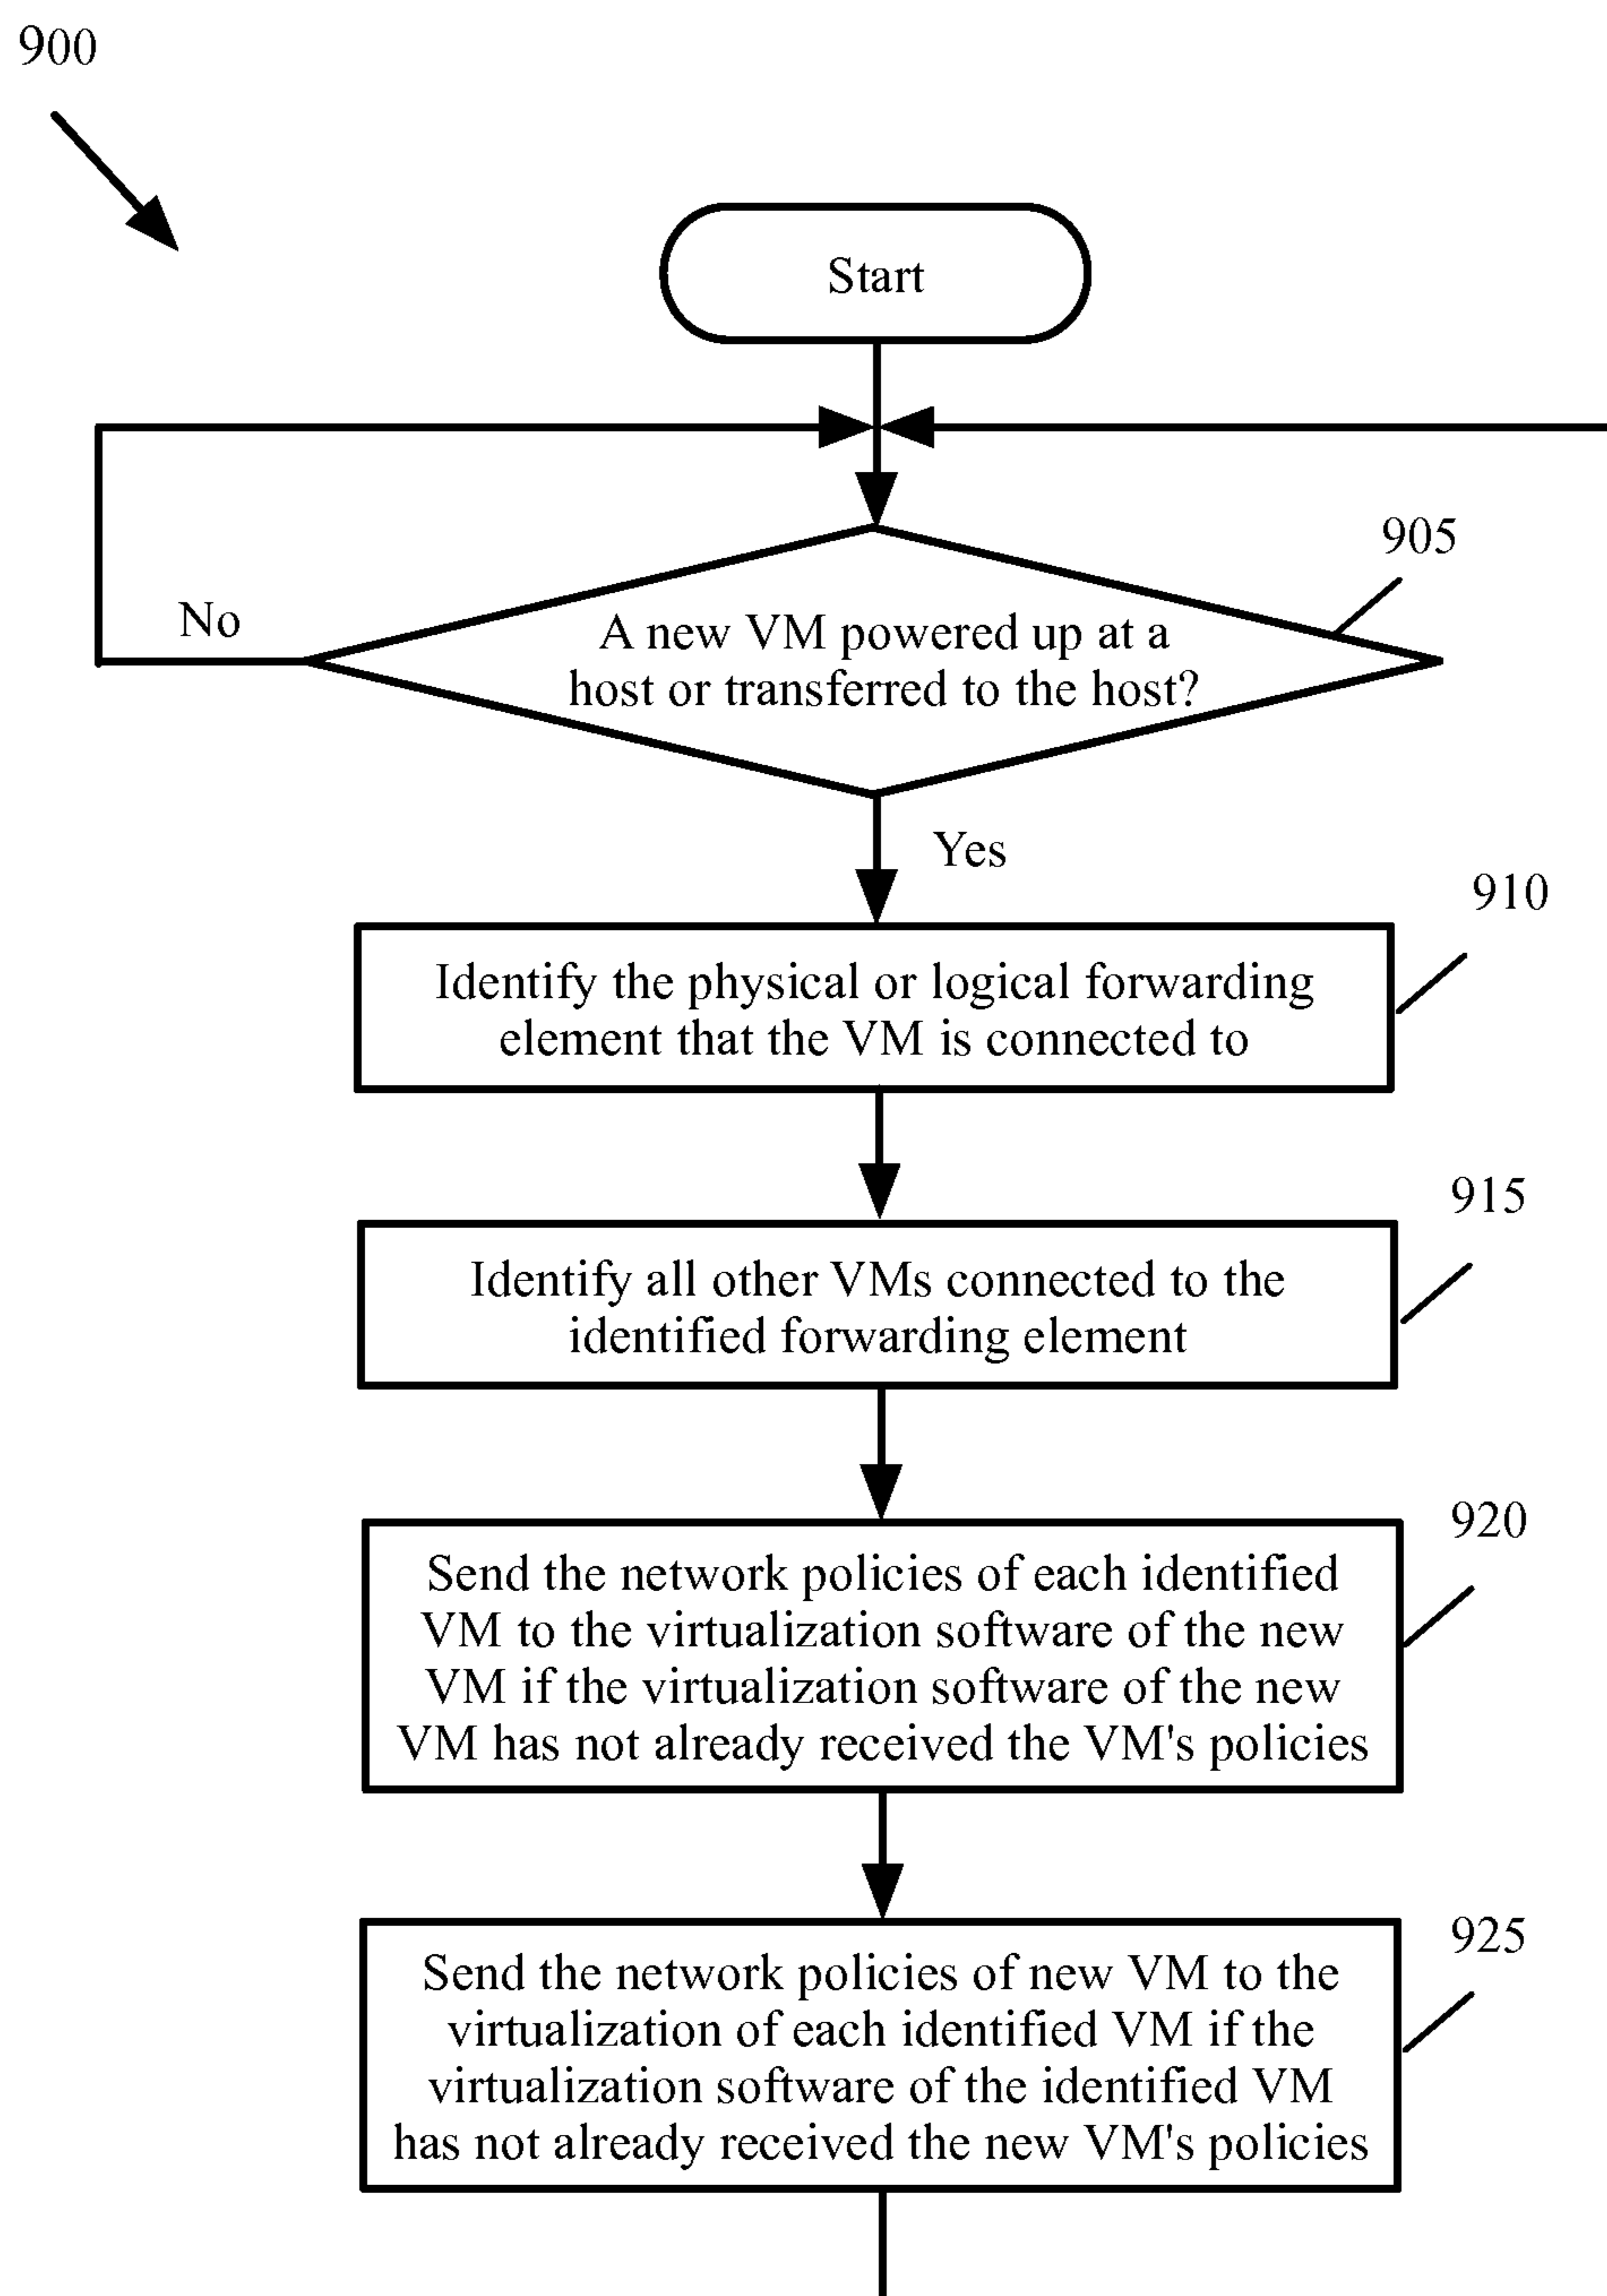 900
Start
905
No
A new VM powered up at a
host or transferred to the host?
Yes
910
Identify the physical or logical forwarding
element that the VM is connected to
915
Identify all other VMs connected to the
identified forwarding element
920
Send the network policies of each identified
VM to the virtualization software of the new
VM if the virtualization software of the new
VM has not already received the VM's policies
925
Send the network policies of new VM to the
virtualization of each identified VM if the
virtualization software of the identified VM
has not already received the new VM's policies